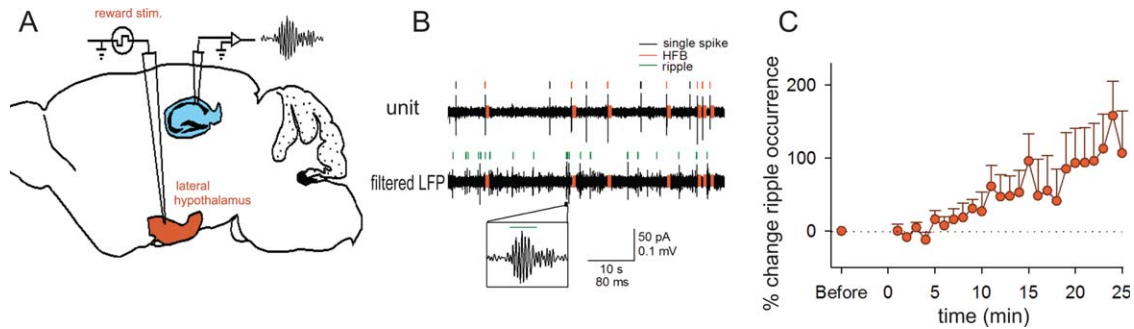 A
reward stim.
lateral
hypothalamus
B
single spike
HFB
ripple
unit
filtered LFP
50 pA
0.1 mV
10 s
80 ms
C
% change ripple occurrence
200
100
0
Before 0 5 10 15 20 25
time (min)